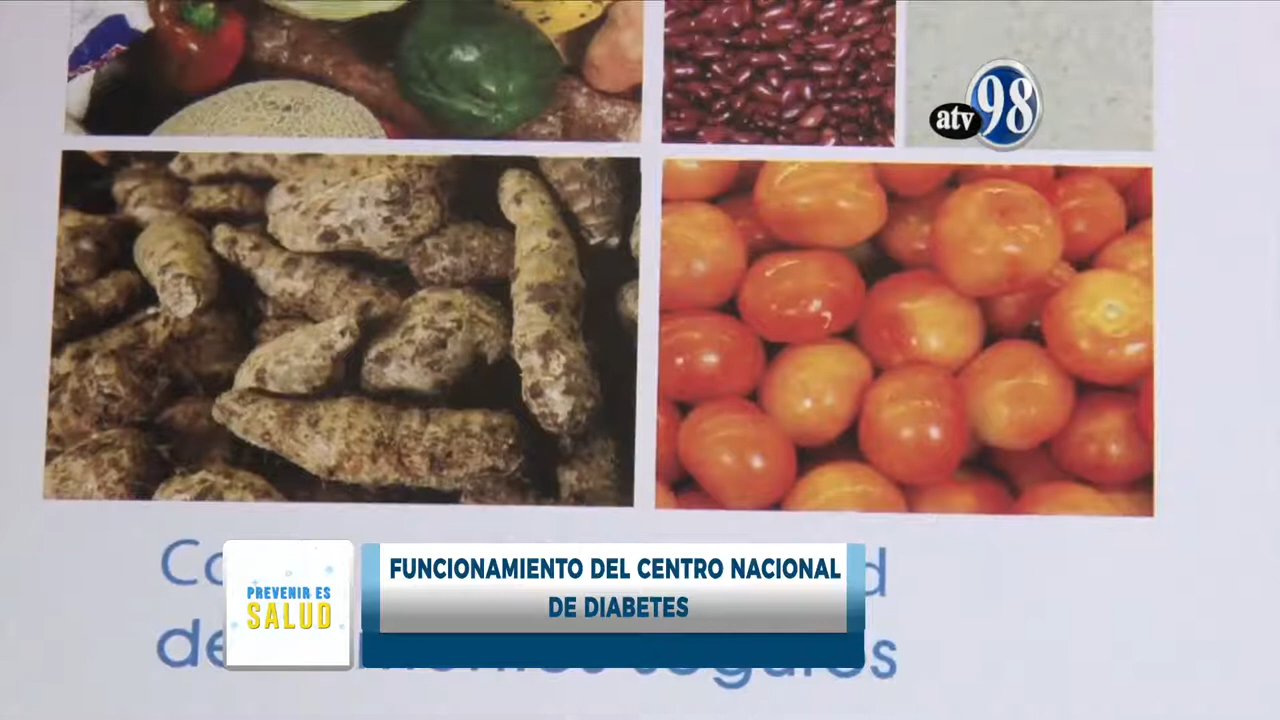 atv 98
PREVENIR ES
SALUD
FUNCIONAMIENTO DEL CENTRO NACIONAL
DE DIABETES